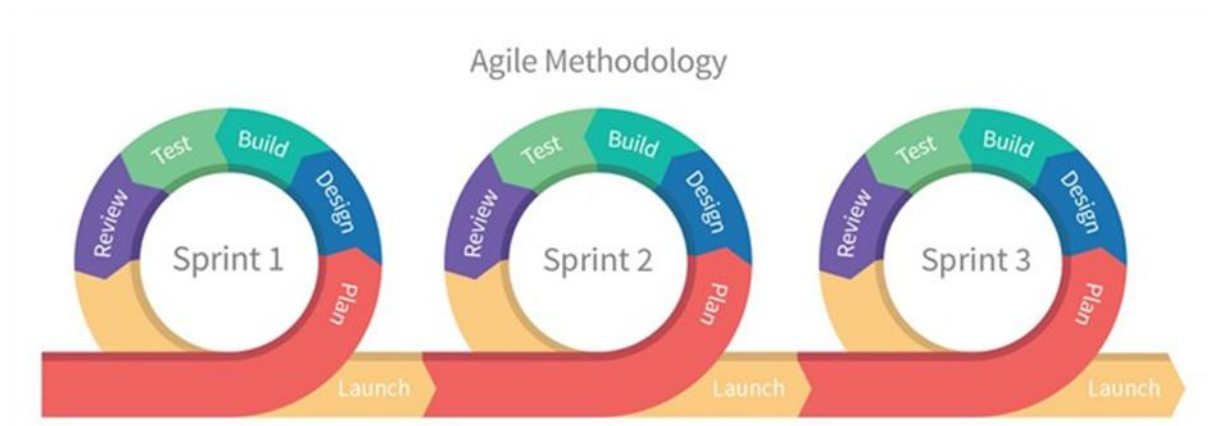 Agile Methodology
Test
Build
Design
Review
Sprint 1
Plan
Launch
Test
Build
Design
Review
Sprint 2
Plan
Launch
Test
Build
Design
Review
Sprint 3
Plan
Launch